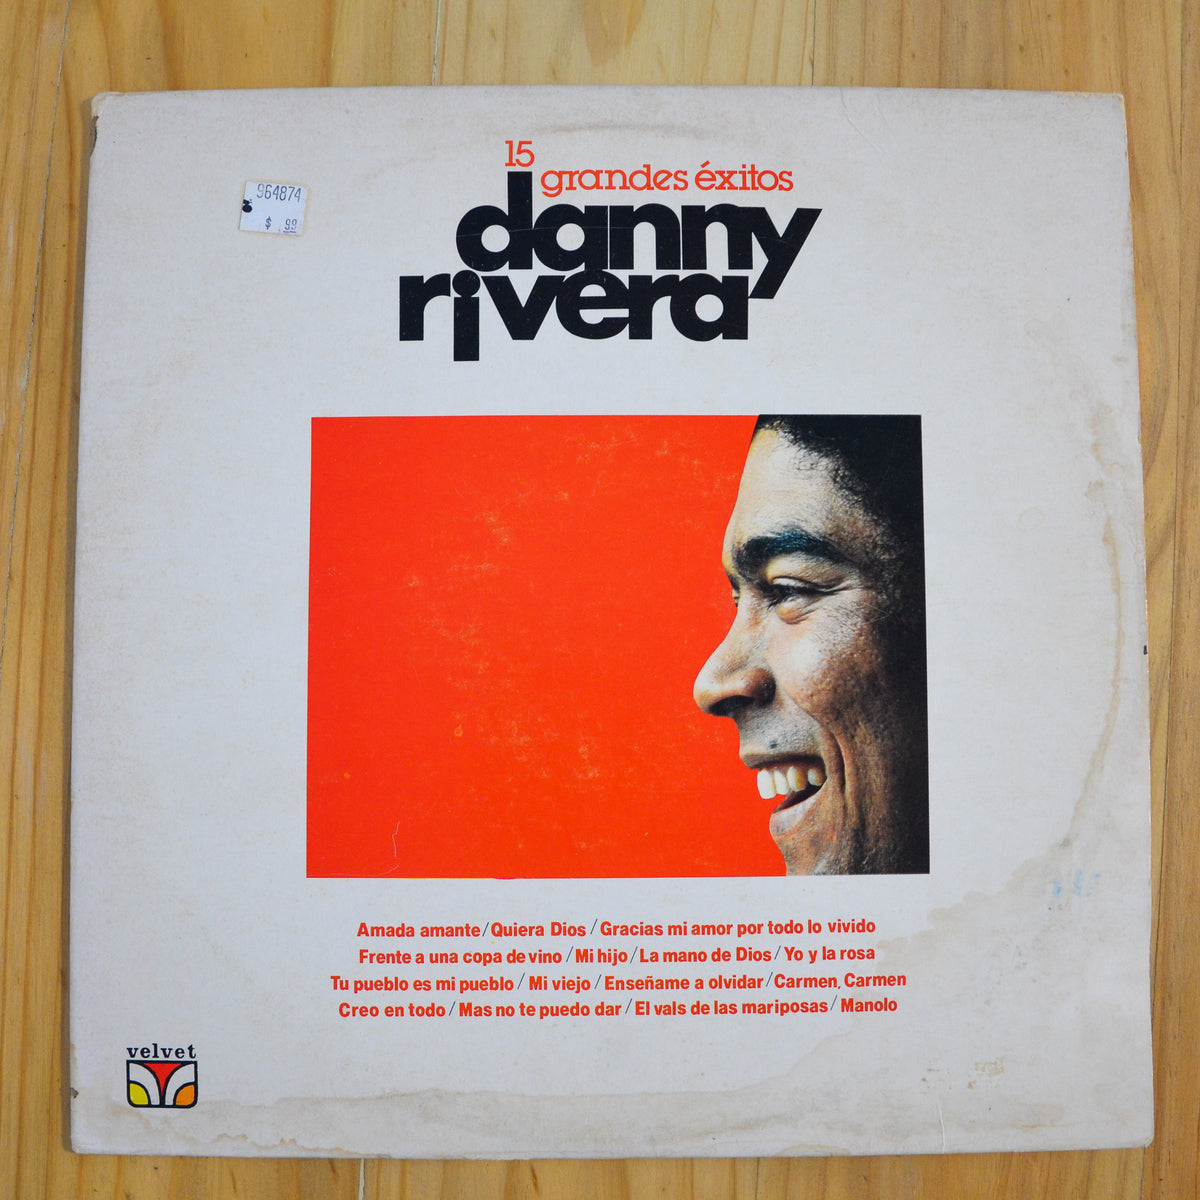 15
grandes éxitos
danny
rivera
964874
$ .99
Amada amante/Quiera Dios/Gracias mi amor por todo lo vivido
Frente a una copa de vino/Mi hijo/La mano de Dios/Yo y la rosa
Tu pueblo es mi pueblo/Mi viejo/Enseñame a olvidar/Carmen, Carmen
Creo en todo/Mas no te puedo dar/El vals de las mariposas/Manolo
velvet